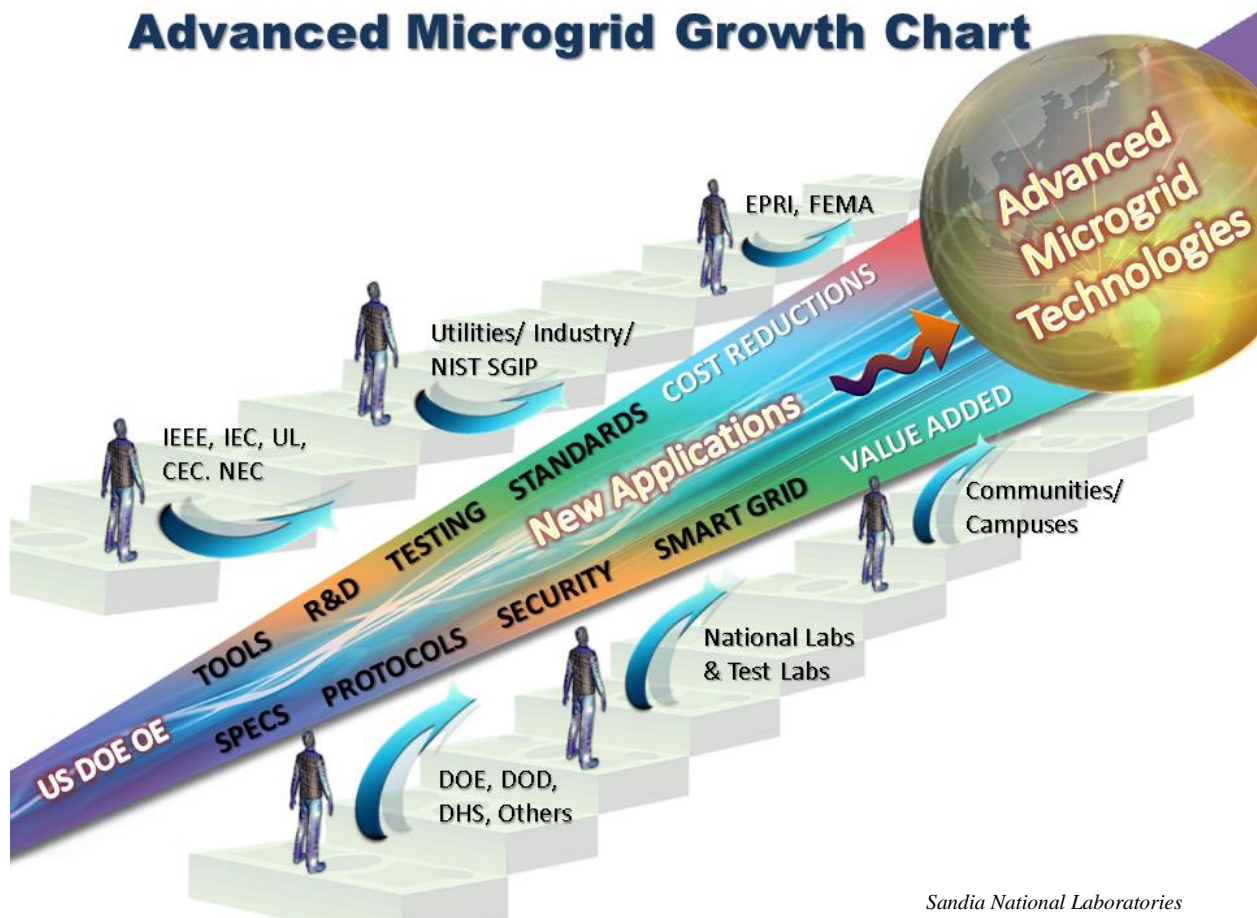 Advanced Microgrid Growth Chart
Advanced
Microgrid
Technologies
EPRI, FEMA
Utilities/ Industry/
NIST SGIP
IEEE, IEC, UL,
CEC. NEC
TOOLS R&D TESTING STANDARDS COST REDUCTIONS
US DOE OE
New Applications
SPECS PROTOCOLS SECURITY SMART GRID VALUE ADDED
Communities/
Campuses
National Labs
& Test Labs
DOE, DOD,
DHS, Others
Sandia National Laboratories